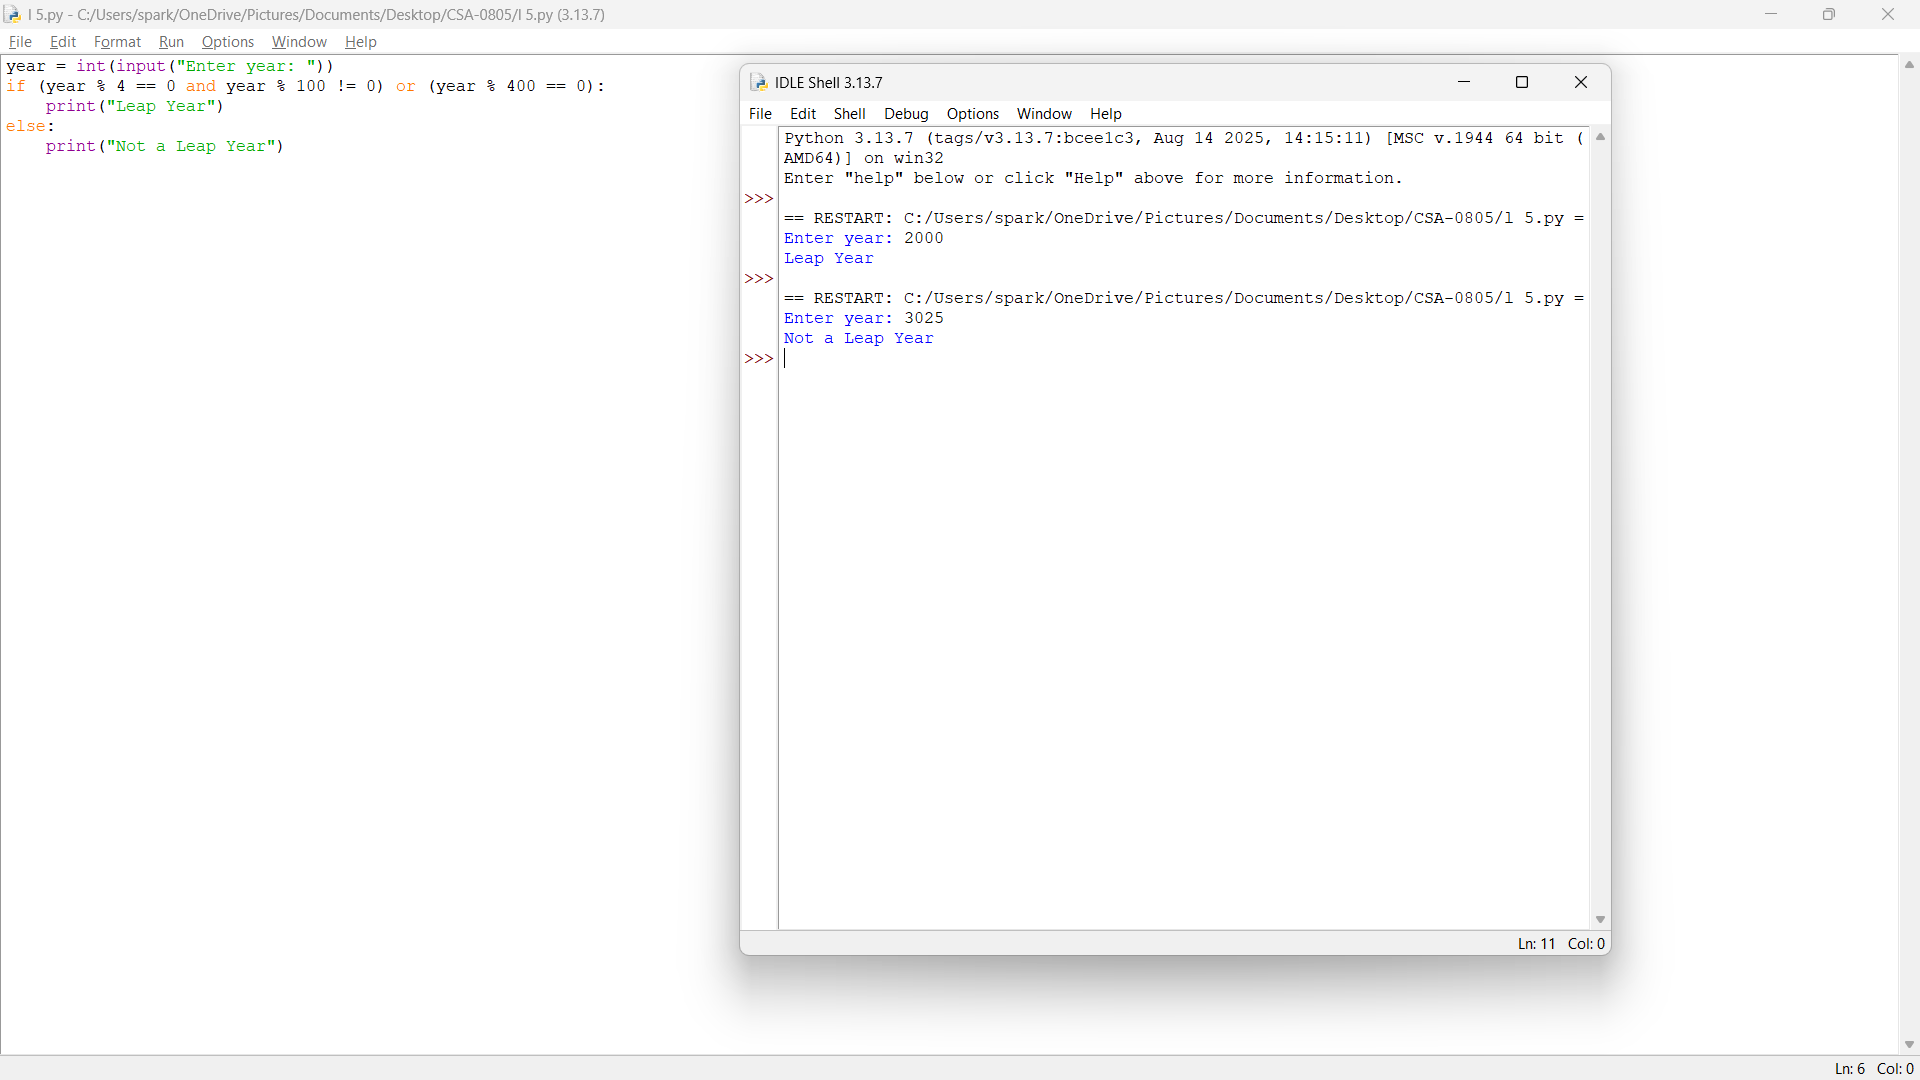 l 5.py - C:/Users/spark/OneDrive/Pictures/Documents/Desktop/CSA-0805/l 5.py (3.13.7)
File Edit Format Run Options Window Help
year = int(input("Enter year: "))
if (year % 4 == 0 and year % 100 != 0) or (year % 400 == 0):
    print("Leap Year")
else:
    print("Not a Leap Year")
IDLE Shell 3.13.7
File Edit Shell Debug Options Window Help
Python 3.13.7 (tags/v3.13.7:bcee1c3, Aug 14 2025, 14:15:11) [MSC v.1944 64 bit (
AMD64)] on win32
Enter "help" below or click "Help" above for more information.
>>>
== RESTART: C:/Users/spark/OneDrive/Pictures/Documents/Desktop/CSA-0805/l 5.py =
Enter year: 2000
Leap Year
>>>
== RESTART: C:/Users/spark/OneDrive/Pictures/Documents/Desktop/CSA-0805/l 5.py =
Enter year: 3025
Not a Leap Year
>>>
Ln: 11 Col: 0
Ln: 6 Col: 0